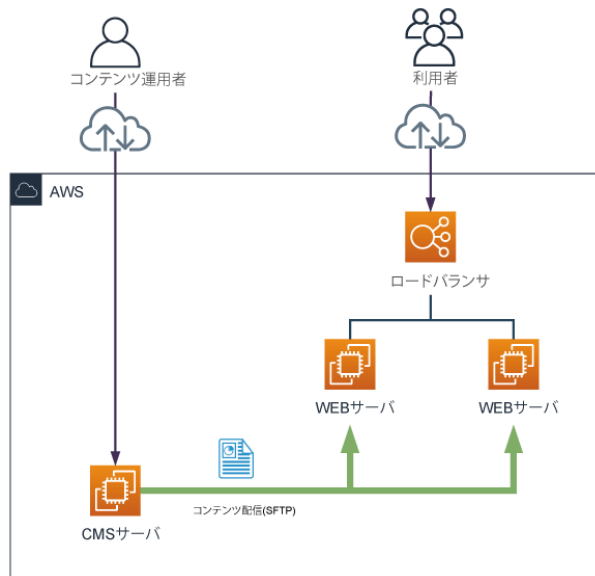 コンテンツ運用者
利用者
AWS
ロードバランサ
WEBサーバ
WEBサーバ
コンテンツ配信(SFTP)
CMSサーバ